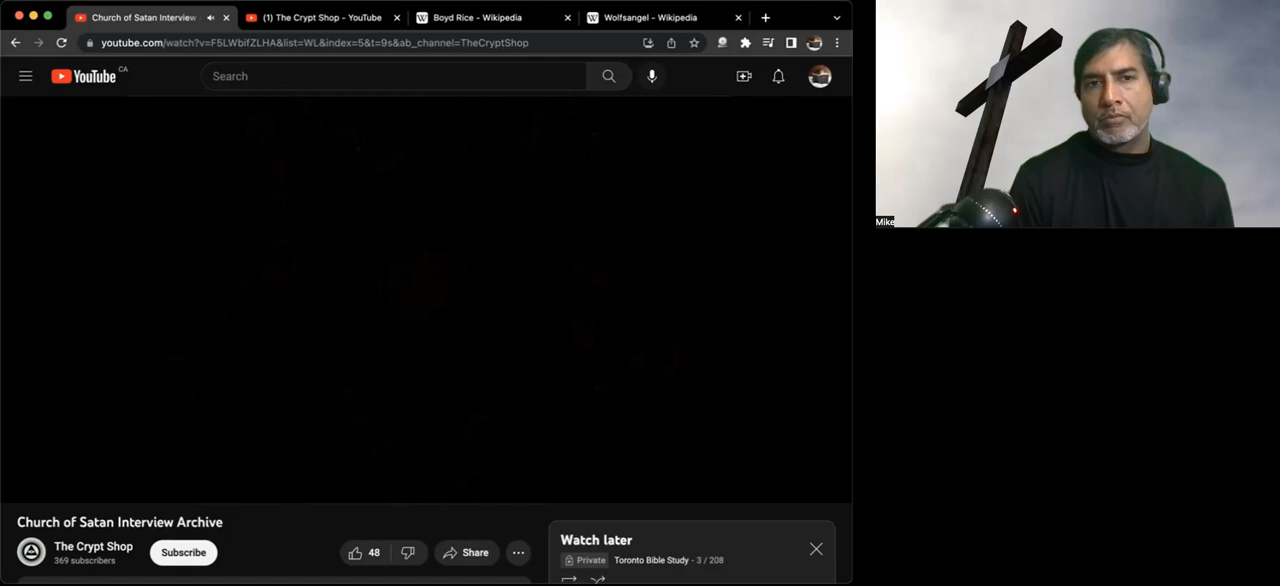 Church of Satan Interview
(1) The Crypt Shop - YouTube
Boyd Rice - Wikipedia
Wolfsangel - Wikipedia
youtube.com/watch?v=F5LWbifZLHA&list=WL&index=5&t=9s&ab_channel=TheCryptShop
YouTube CA
Search
Mike
Church of Satan Interview Archive
The Crypt Shop
369 subscribers
Subscribe
48
Share
Watch later
Private Toronto Bible Study - 3 / 208